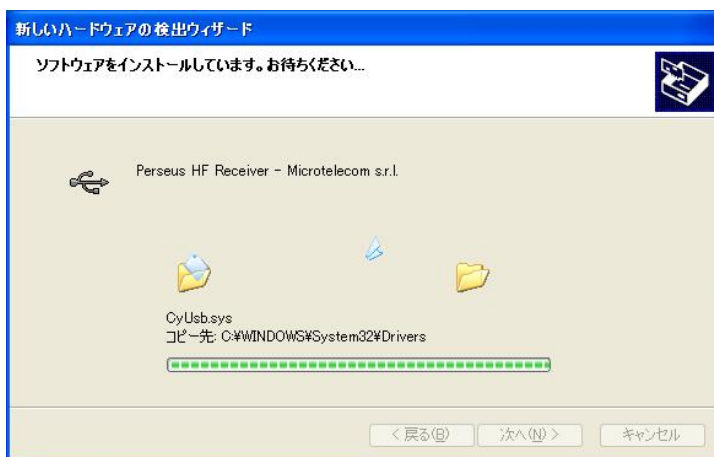 新しいハードウェアの検出ウィザード
ソフトウェアをインストールしています。お待ちください...
Perseus HF Receiver - Microtelecom s.r.l.
CyUsb.sys
コピー先: C:¥WINDOWS¥System32¥Drivers
< 戻る(B) 次へ(N) > キャンセル